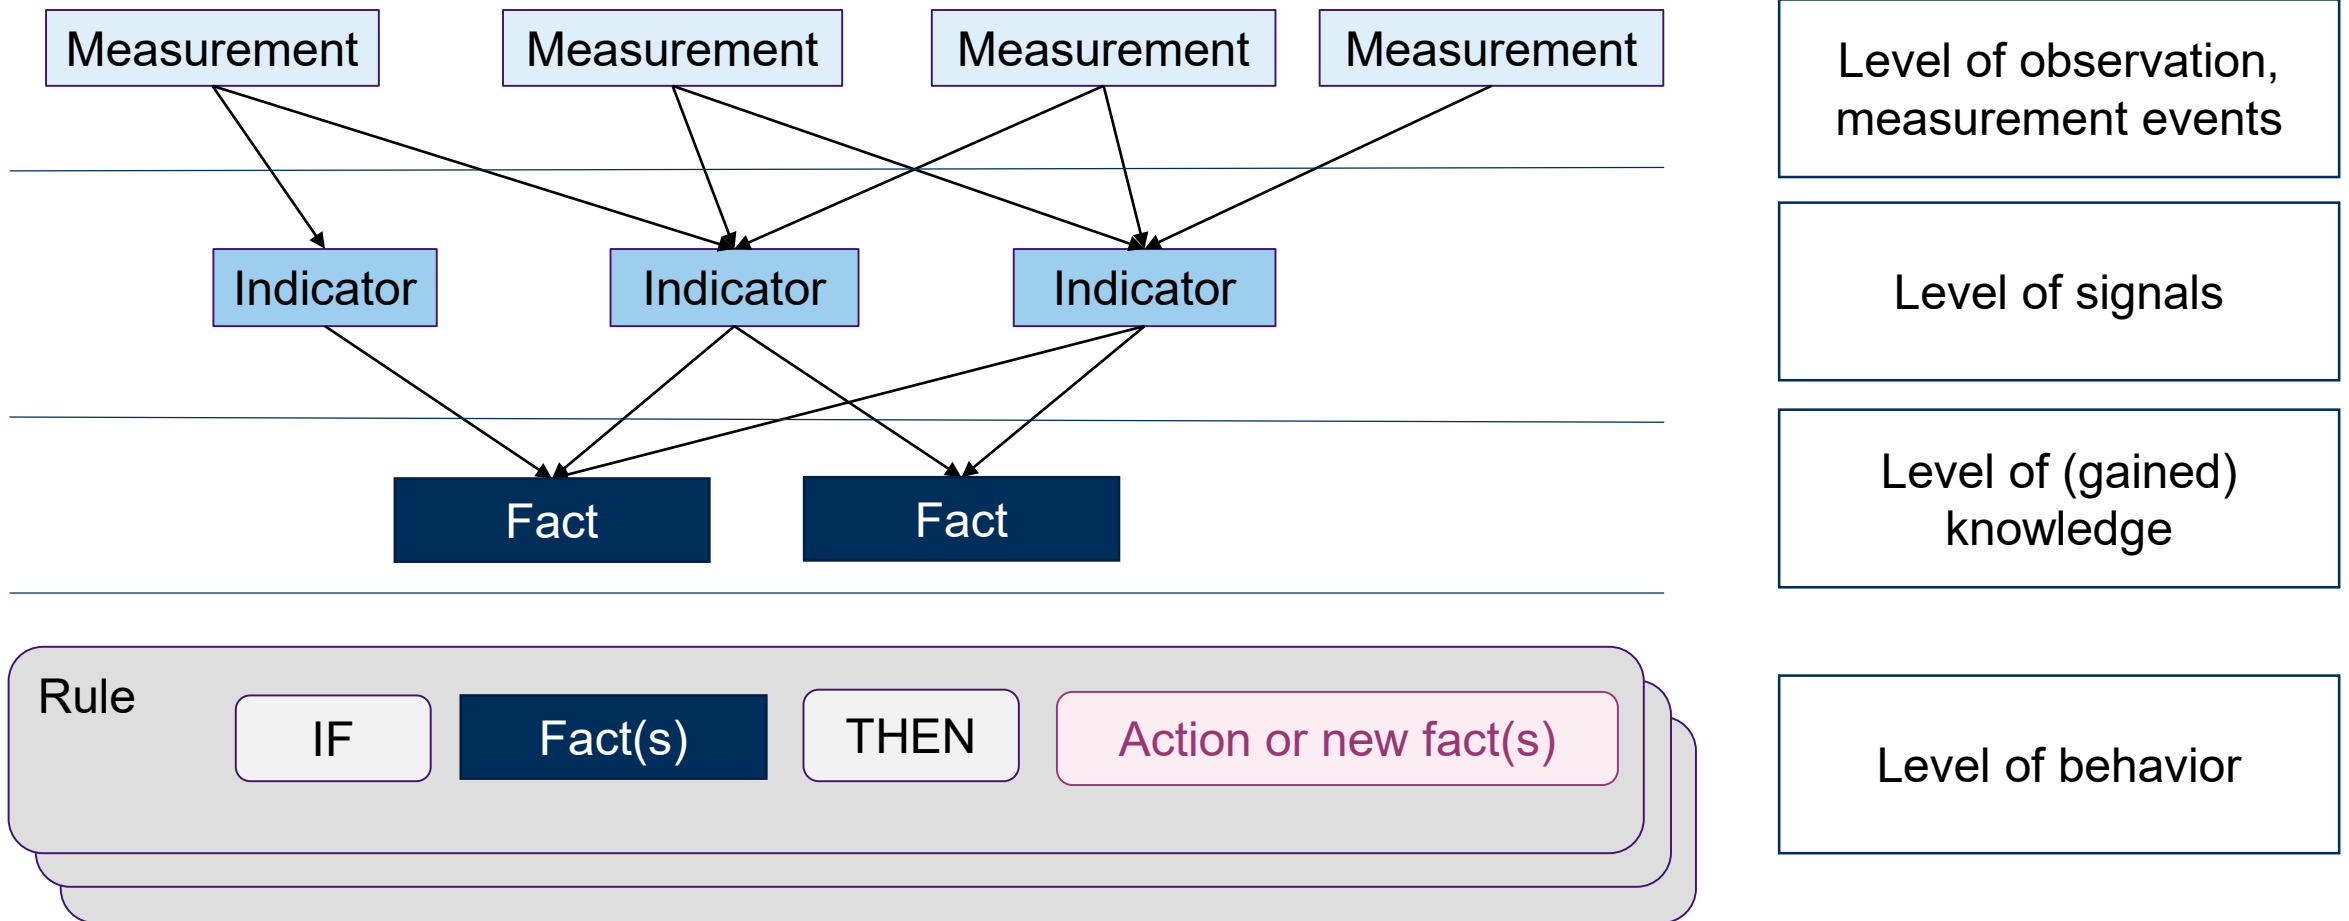 Measurement
Measurement
Measurement
Measurement
Level of observation,
measurement events
Indicator
Indicator
Indicator
Level of signals
Fact
Fact
Level of (gained)
knowledge
Rule
IF
Fact(s)
THEN
Action or new fact(s)
Level of behavior